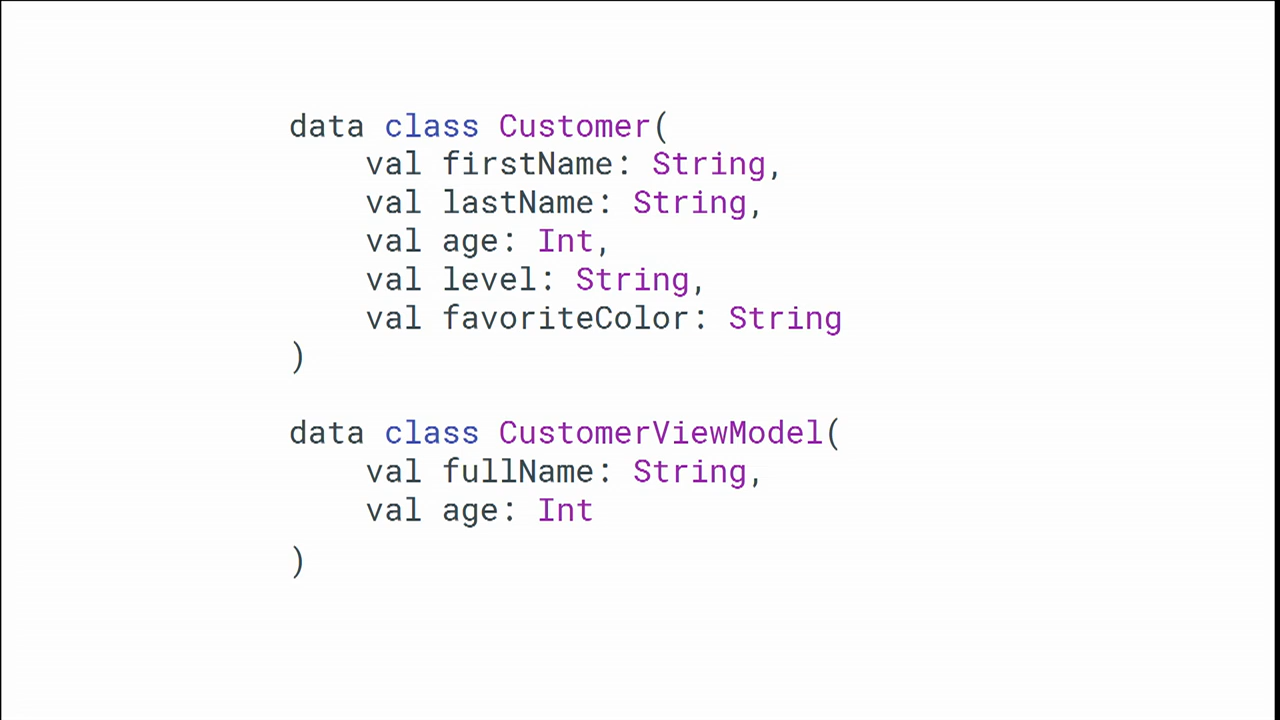 data class Customer(
    val firstName: String,
    val lastName: String,
    val age: Int,
    val level: String,
    val favoriteColor: String
)
data class CustomerViewModel(
    val fullName: String,
    val age: Int
)